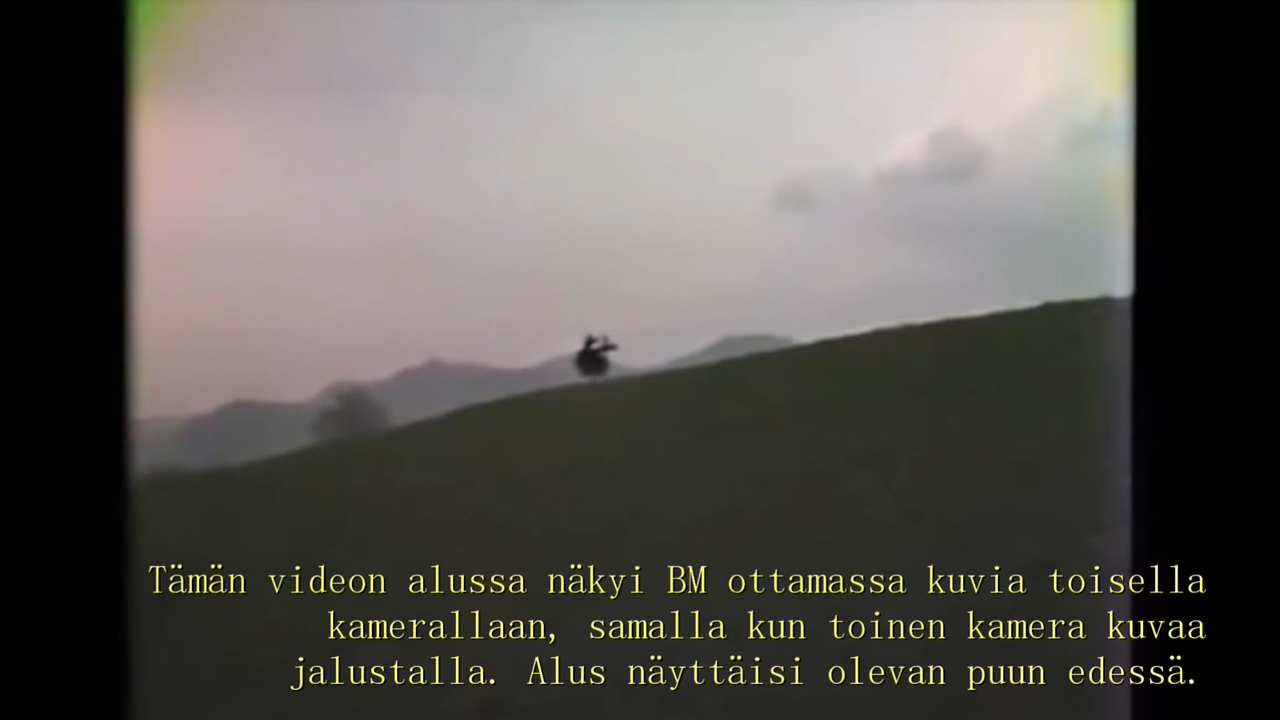 Tämän videon alussa näkyi BM ottamassa kuvia toisella
kamerallaan, samalla kun toinen kamera kuvaa
jalustalla. Alus näyttäisi olevan puun edessä.